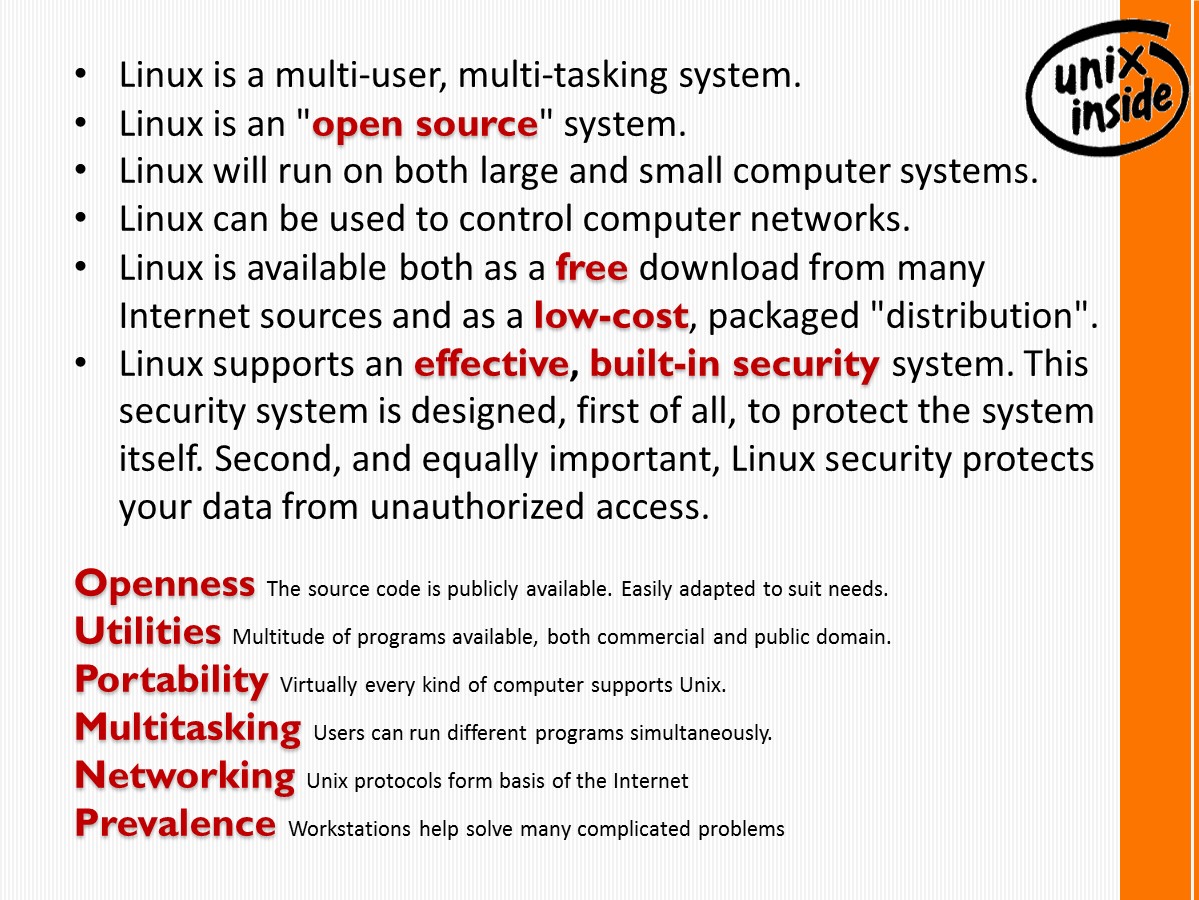 unix
inside
• Linux is a multi-user, multi-tasking system.
• Linux is an "open source" system.
• Linux will run on both large and small computer systems.
• Linux can be used to control computer networks.
• Linux is available both as a free download from many
Internet sources and as a low-cost, packaged "distribution".
• Linux supports an effective, built-in security system. This
security system is designed, first of all, to protect the system
itself. Second, and equally important, Linux security protects
your data from unauthorized access.
Openness The source code is publicly available. Easily adapted to suit needs.
Utilities Multitude of programs available, both commercial and public domain.
Portability Virtually every kind of computer supports Unix.
Multitasking Users can run different programs simultaneously.
Networking Unix protocols form basis of the Internet
Prevalence Workstations help solve many complicated problems